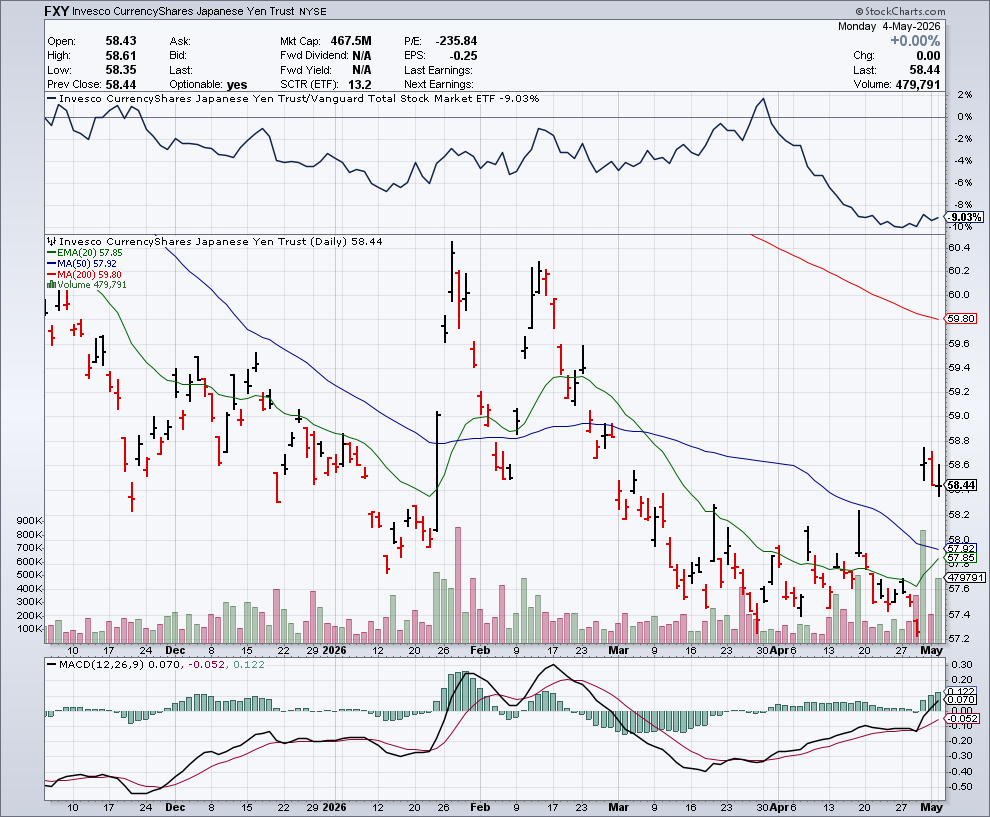 FXY Invesco CurrencyShares Japanese Yen Trust NYSE
© StockCharts.com
Monday 4-May-2026
Open: 58.43 Ask: Mkt Cap: 467.5M P/E: -235.84 +0.00%
High: 58.61 Bid: Fwd Dividend: N/A EPS: -0.25 Chg: 0.00
Low: 58.35 Last: Fwd Yield: N/A Last Earnings: Last: 58.44
Prev Close: 58.44 Optionable: yes SCTR (ETF): 13.2 Next Earnings: Volume: 479,791
Invesco CurrencyShares Japanese Yen Trust/Vanguard Total Stock Market ETF -9.03%
2%
0%
-2%
-4%
-6%
-8%
-9.03%
-10%
Invesco CurrencyShares Japanese Yen Trust (Daily) 58.44
EMA(20) 57.85
MA(50) 57.92
MA(200) 59.80
Volume 479,791
60.4
60.2
60.0
59.80
59.6
59.4
59.2
59.0
58.8
58.6
58.44
58.2
58.0
57.92
57.85
57.8
479791
57.6
57.4
57.2
900K
800K
700K
600K
500K
400K
300K
200K
100K
10 17 24 Dec 8 15 22 29 2026 12 20 26 Feb 9 17 23 Mar 9 16 23 30 Apr 6 13 20 27 May
MACD(12,26,9) 0.070, -0.052, 0.122
0.30
0.20
0.122
0.070
0.00
-0.052
-0.10
-0.20
-0.30
-0.40
-0.50
10 17 24 Dec 8 15 22 29 2026 12 20 26 Feb 9 17 23 Mar 9 16 23 30 Apr 6 13 20 27 May